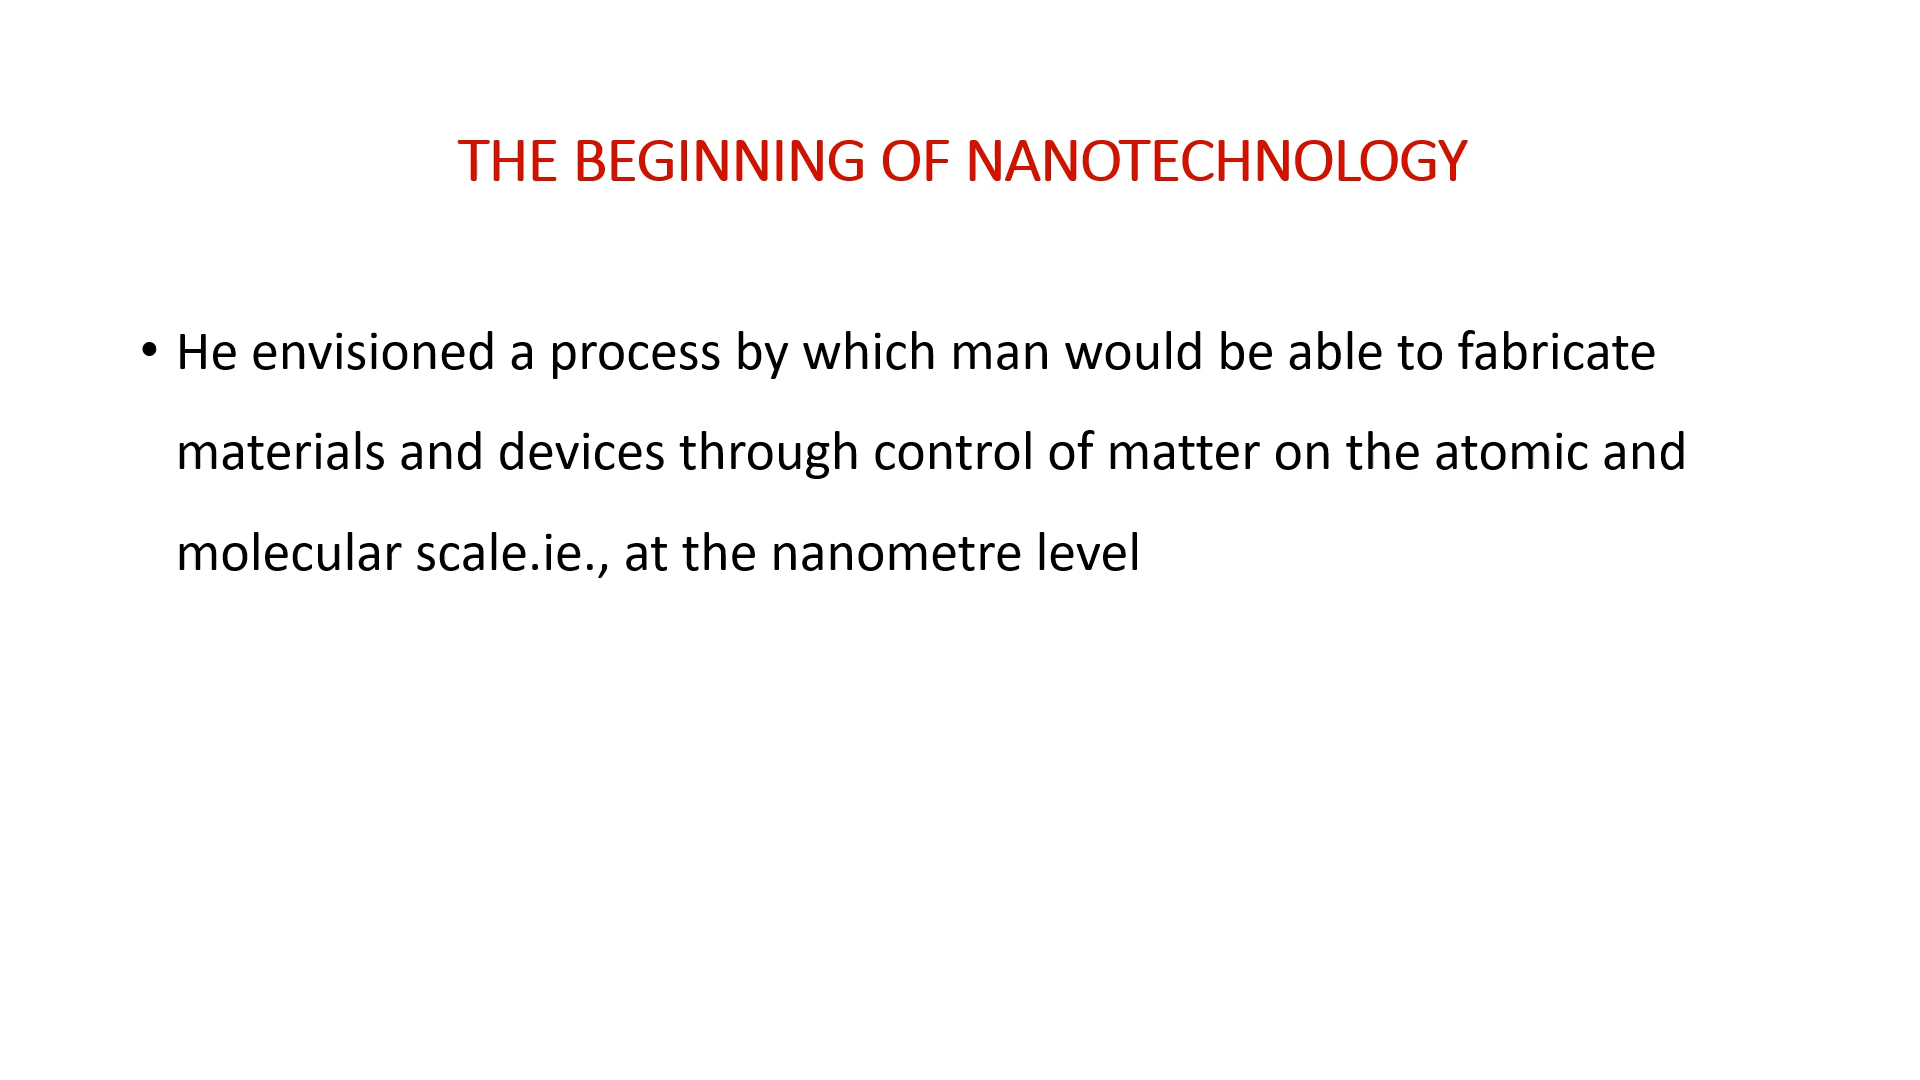 THE BEGINNING OF NANOTECHNOLOGY
• He envisioned a process by which man would be able to fabricate
materials and devices through control of matter on the atomic and
molecular scale.ie., at the nanometre level